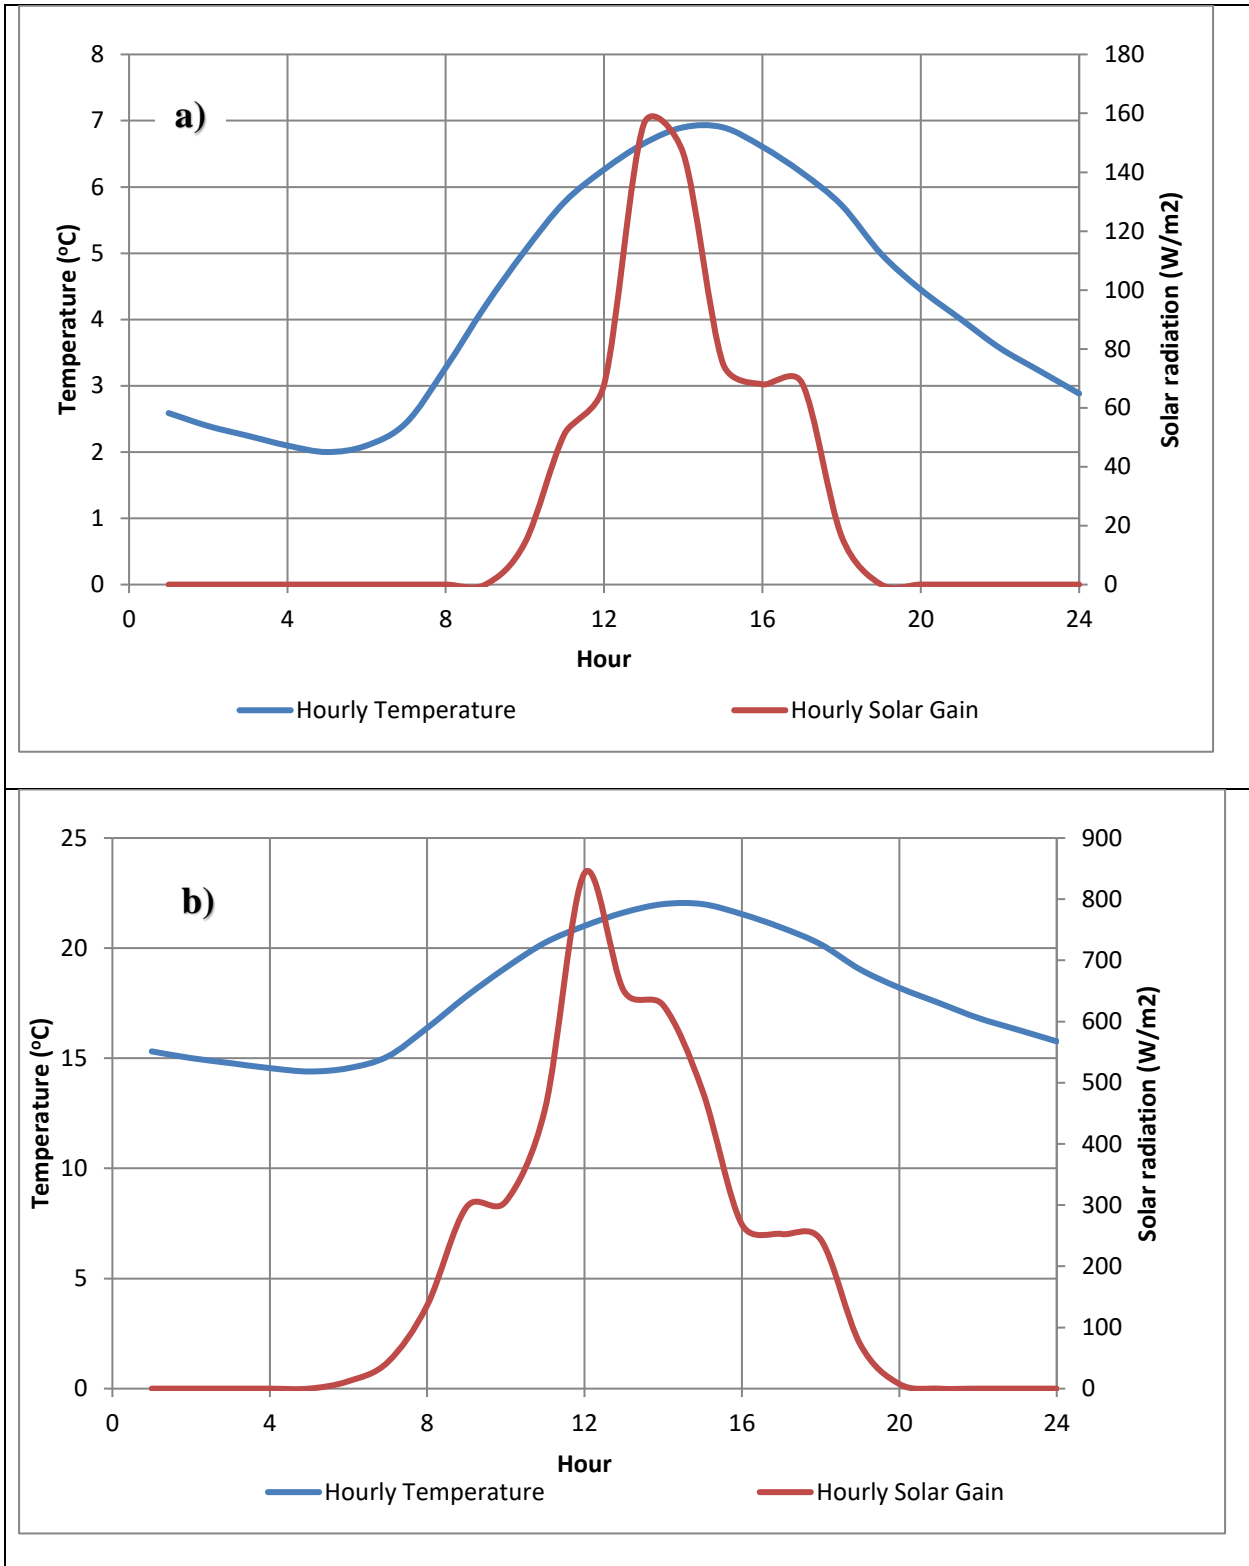 a)
8
7
6
5
4
3
2
1
0
Temperature (ºC)
180
160
140
120
100
80
60
40
20
0
Solar radiation (W/m2)
0 4 8 12 16 20 24
Hour
Hourly Temperature
Hourly Solar Gain
b)
25
20
15
10
5
0
Temperature (ºC)
900
800
700
600
500
400
300
200
100
0
Solar radiation (W/m2)
0 4 8 12 16 20 24
Hour
Hourly Temperature
Hourly Solar Gain